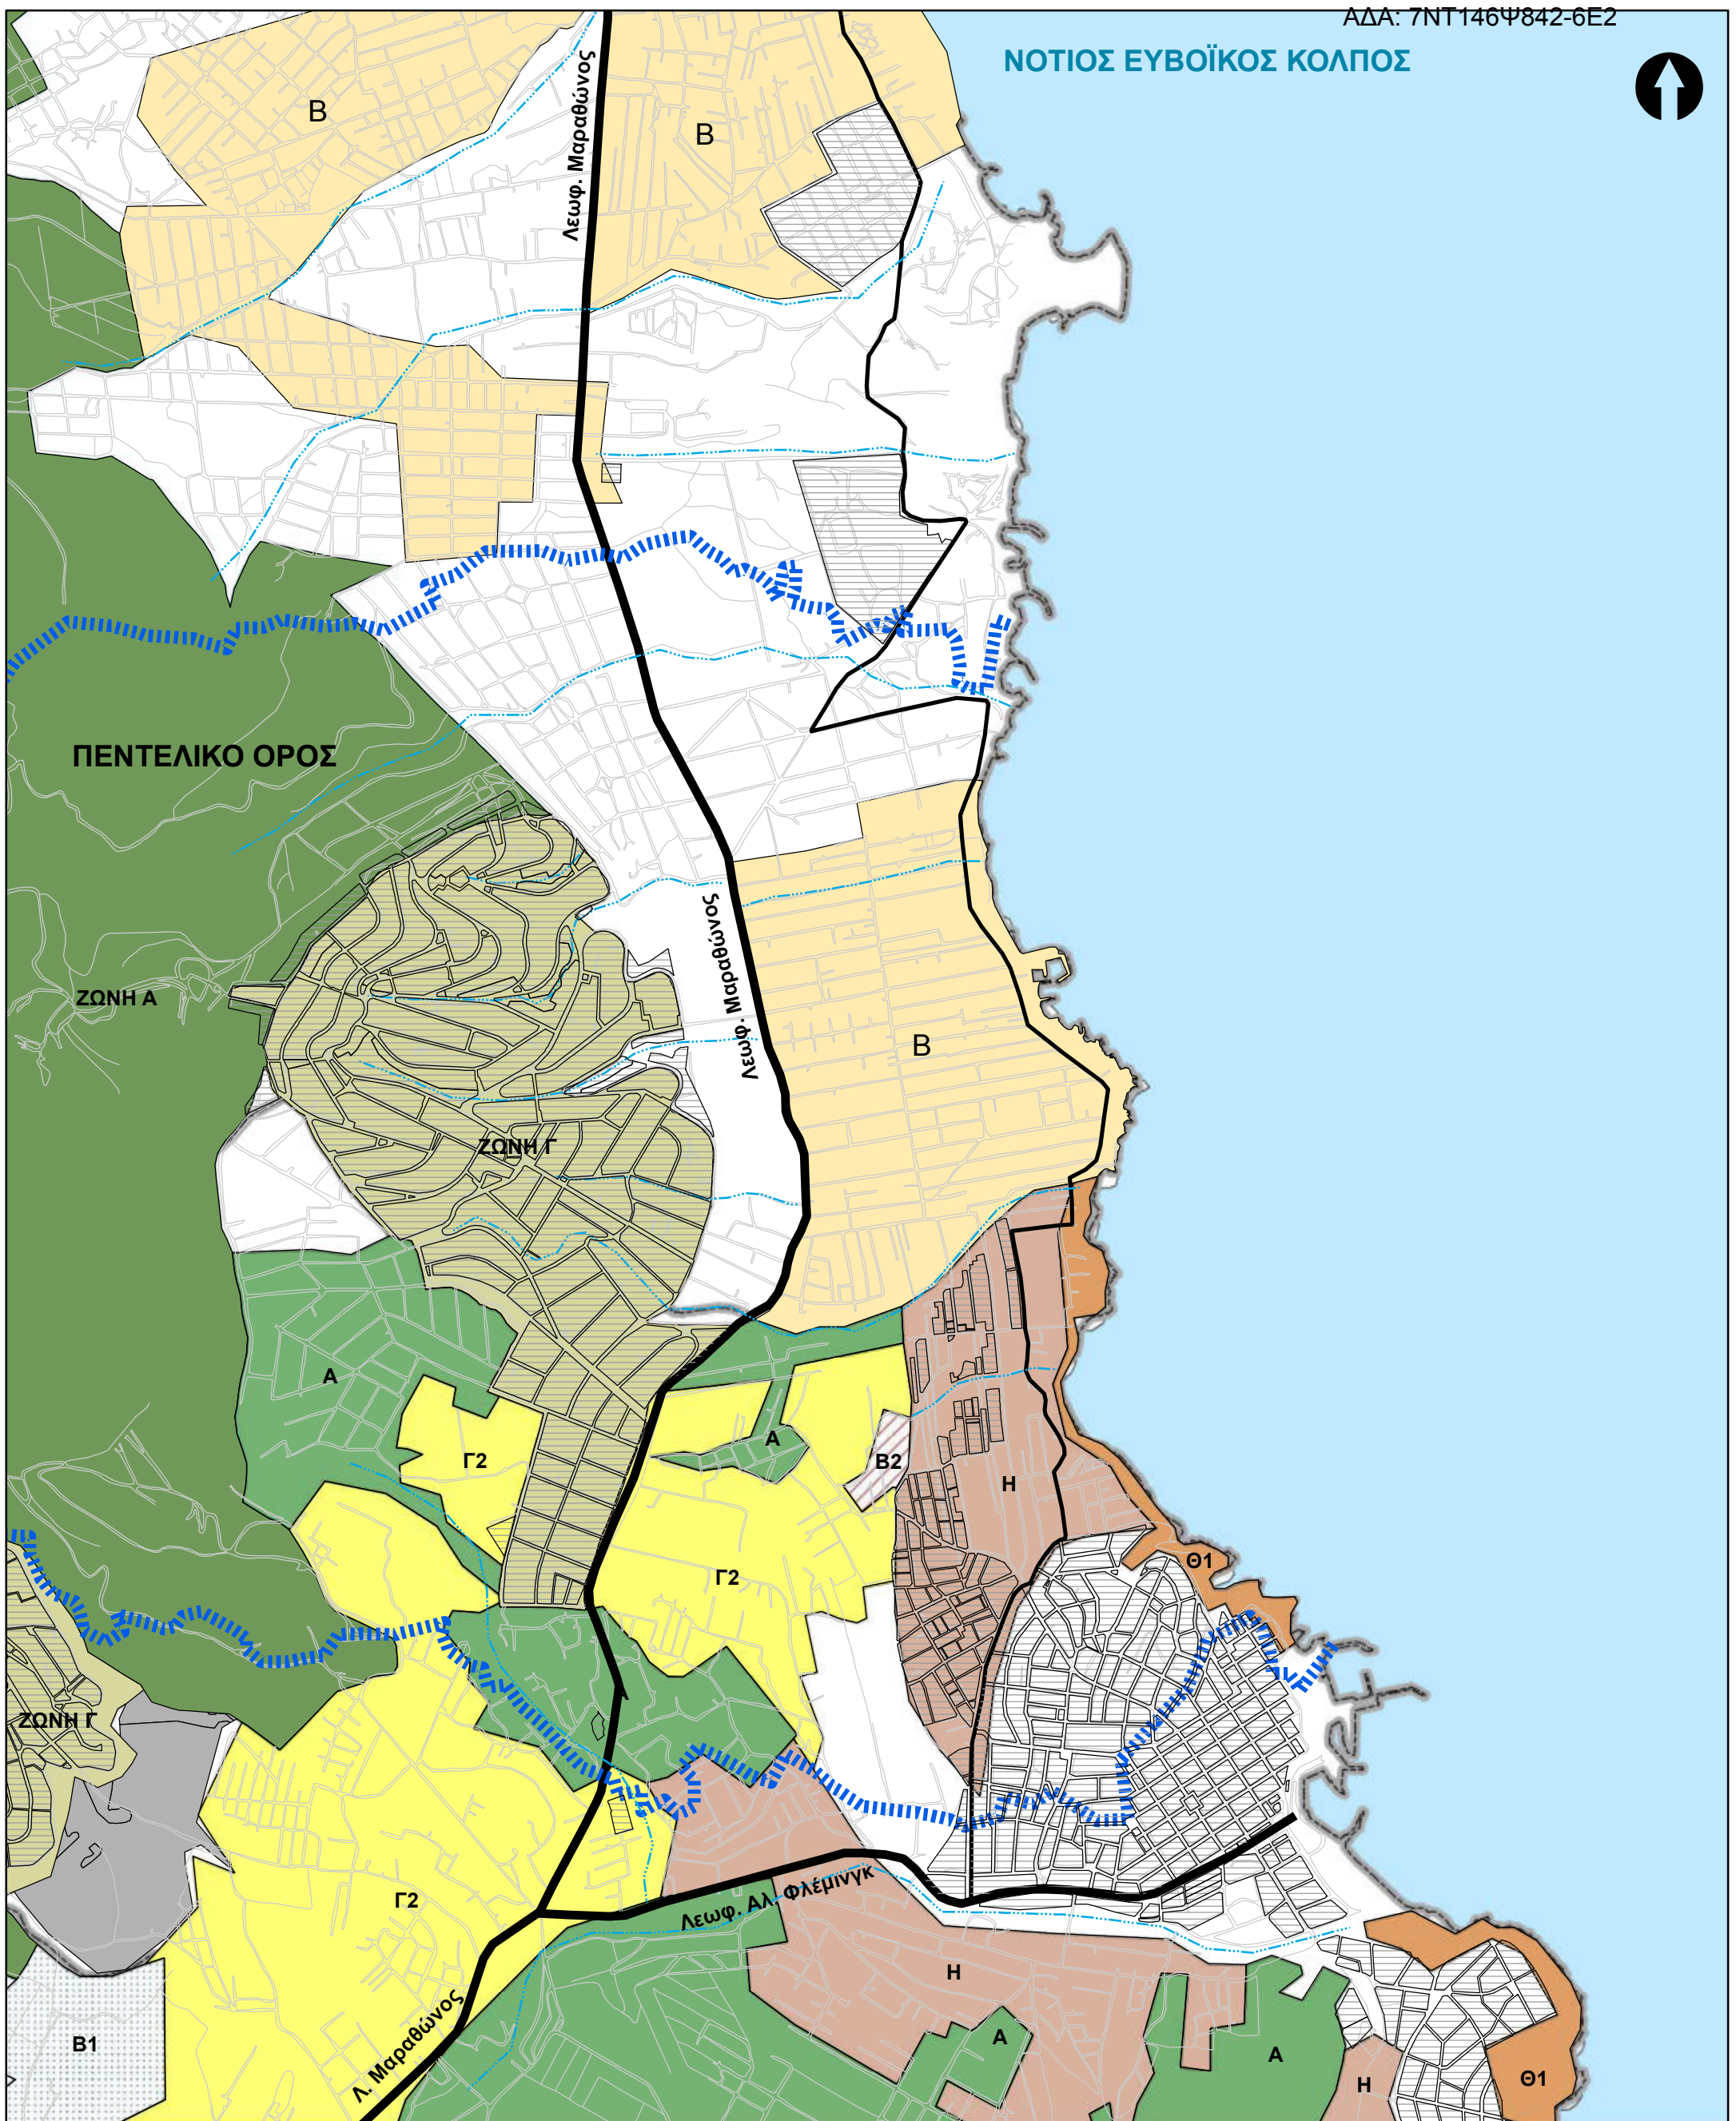 ΑΔΑ: 7ΝΤ146Ψ842-6Ε2
ΝΟΤΙΟΣ ΕΥΒΟΪΚΟΣ ΚΟΛΠΟΣ
Β
Β
Λεωφ. Μαραθώνος
ΠΕΝΤΕΛΙΚΟ ΟΡΟΣ
Λεωφ. Μαραθώνος
ΖΩΝΗ Α
Β
ΖΩΝΗ Γ
Α
Α
Γ2
Β2
Η
Θ1
Γ2
Α
ΖΩΝΗ Γ
Γ2
Λεωφ. Αλ. Φλέμινγκ
Η
Λ. Μαραθώνος
Β1
Α
Α
Η
Θ1